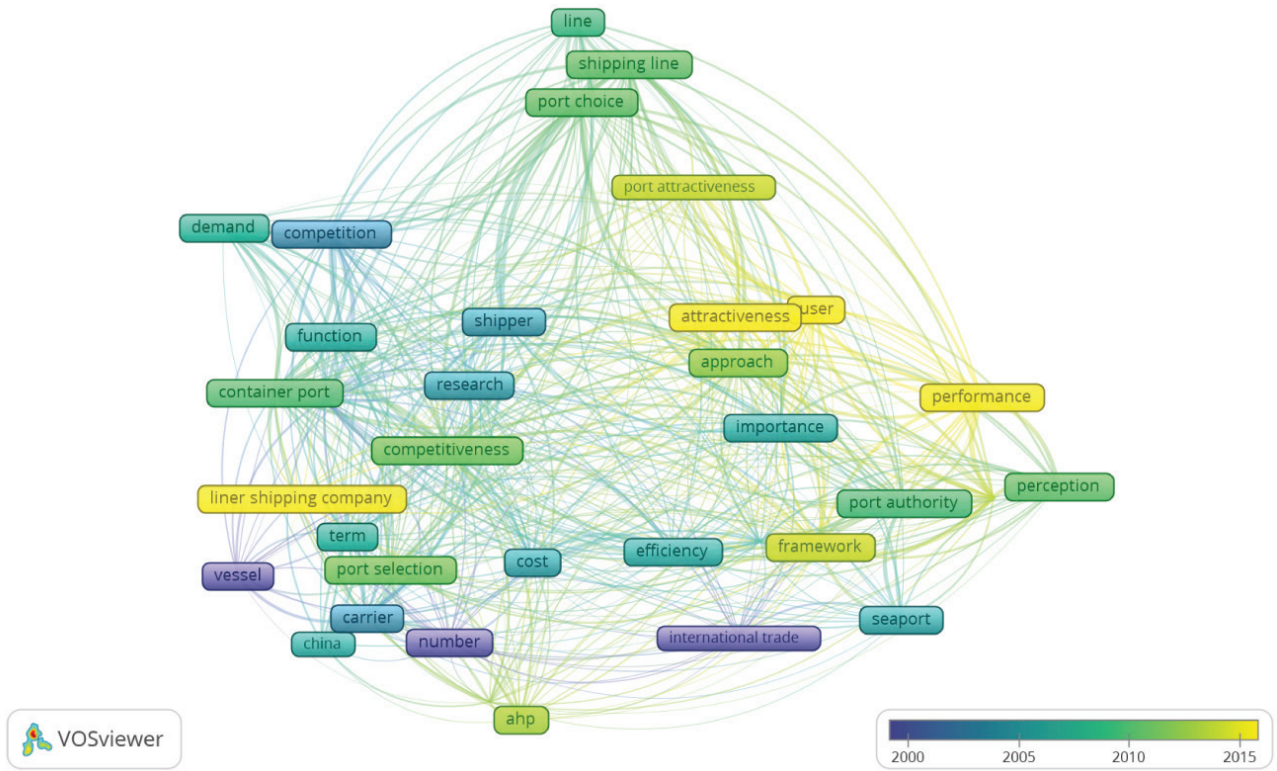 line
shipping line
port choice
port attractiveness
demand
competition
user
attractiveness
shipper
function
approach
research
container port
performance
importance
competitiveness
perception
liner shipping company
port authority
term
framework
efficiency
cost
port selection
vessel
carrier
seaport
international trade
number
china
ahp
VOSviewer
2000
2005
2010
2015